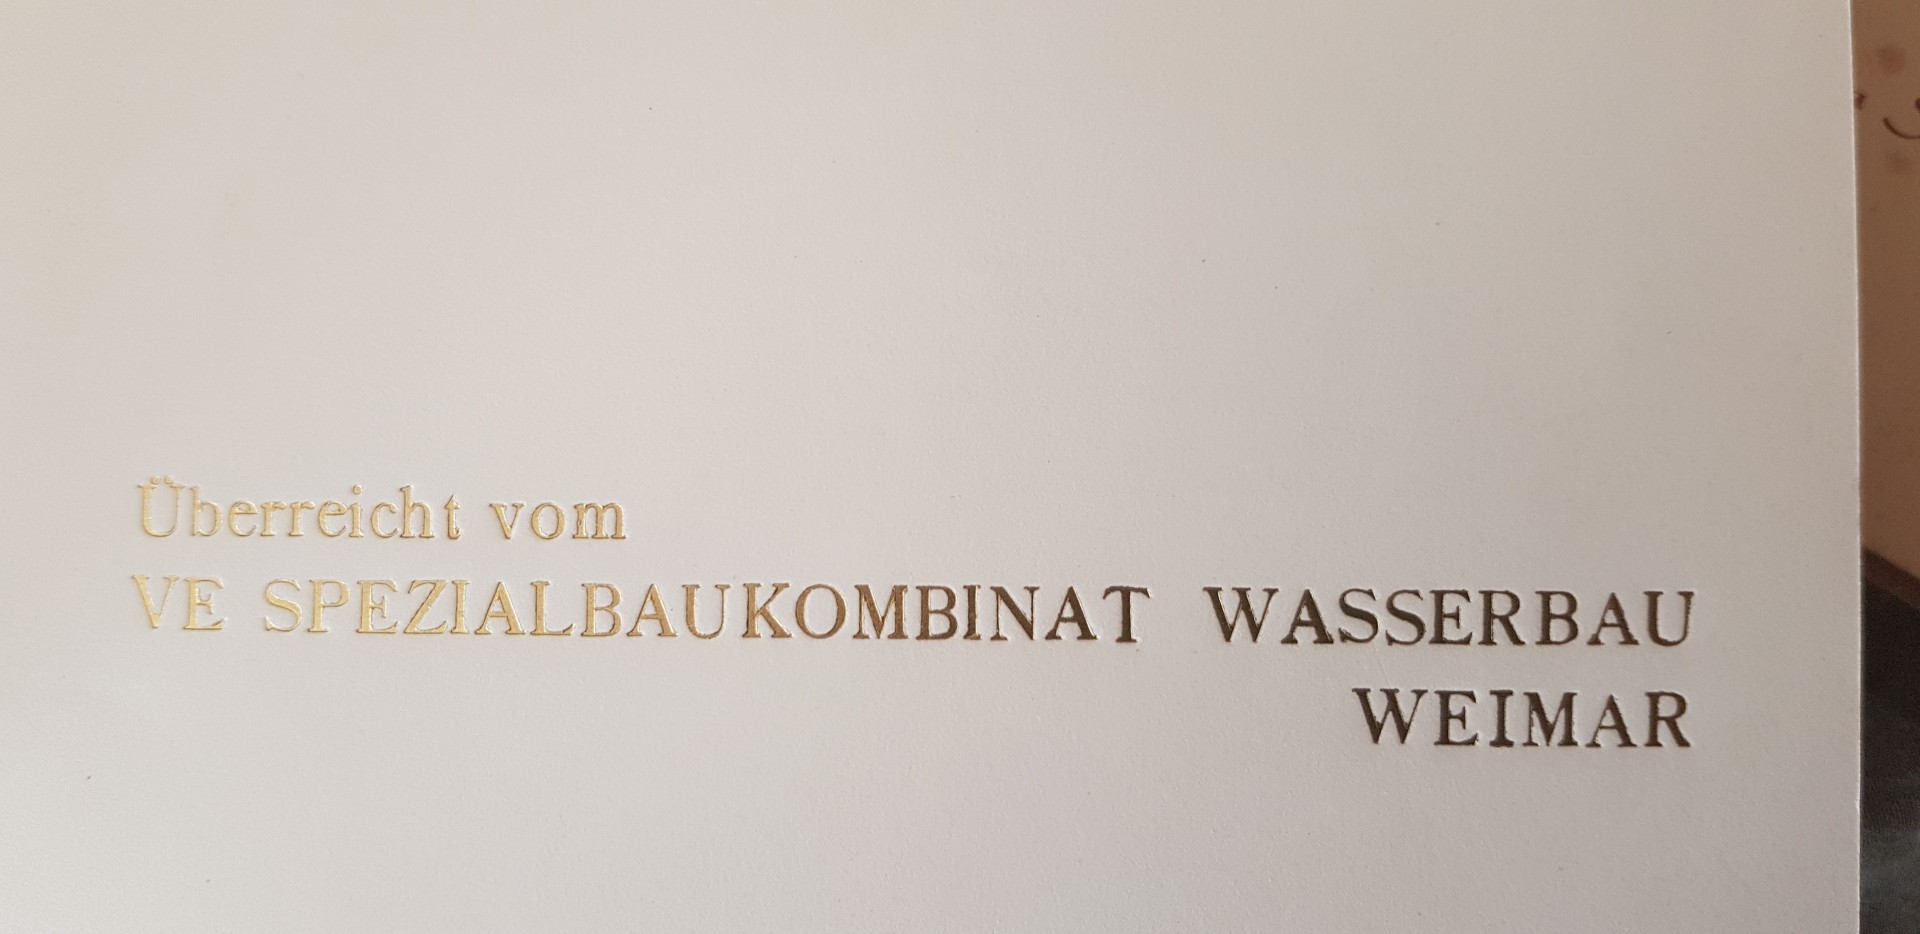 Überreicht vom
VE SPEZIALBAUKOMBINAT WASSERBAU
WEIMAR